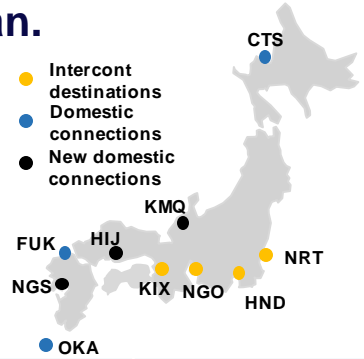 an.
CTS
Intercont
destinations
Domestic
connections
New domestic
connections
KMQ
FUK
HIJ
NRT
NGS
KIX
NGO
HND
OKA